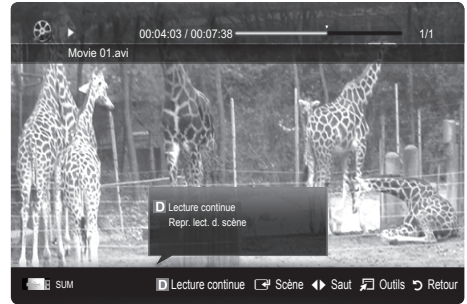 00:04:03 / 00:07:38 1/1
Movie 01.avi
D Lecture continue
Repr. lect. d. scène
SUM D Lecture continue Scène Saut Outils Retour